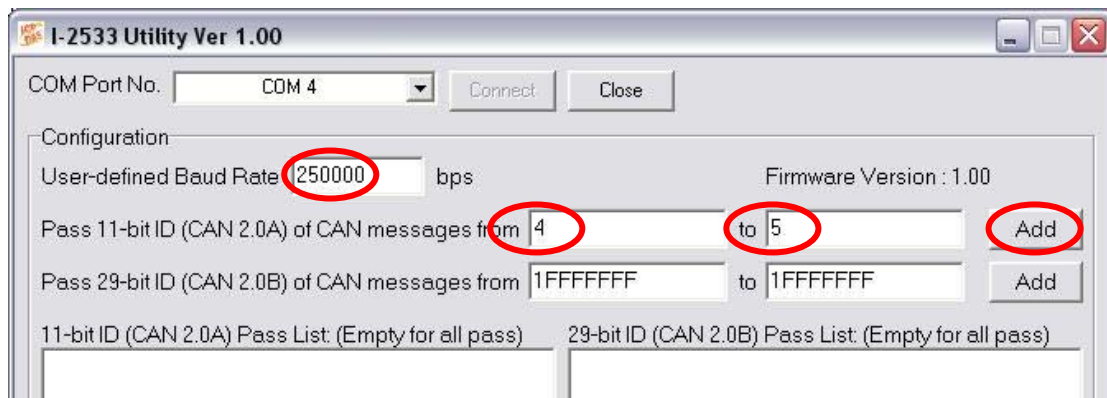 I-2533 Utility Ver 1.00
COM Port No. COM 4 Connect Close
Configuration
User-defined Baud Rate 250000 bps Firmware Version : 1.00
Pass 11-bit ID (CAN 2.0A) of CAN messages from 4 to 5 Add
Pass 29-bit ID (CAN 2.0B) of CAN messages from 1FFFFFFF to 1FFFFFFF Add
11-bit ID (CAN 2.0A) Pass List: (Empty for all pass) 29-bit ID (CAN 2.0B) Pass List: (Empty for all pass)